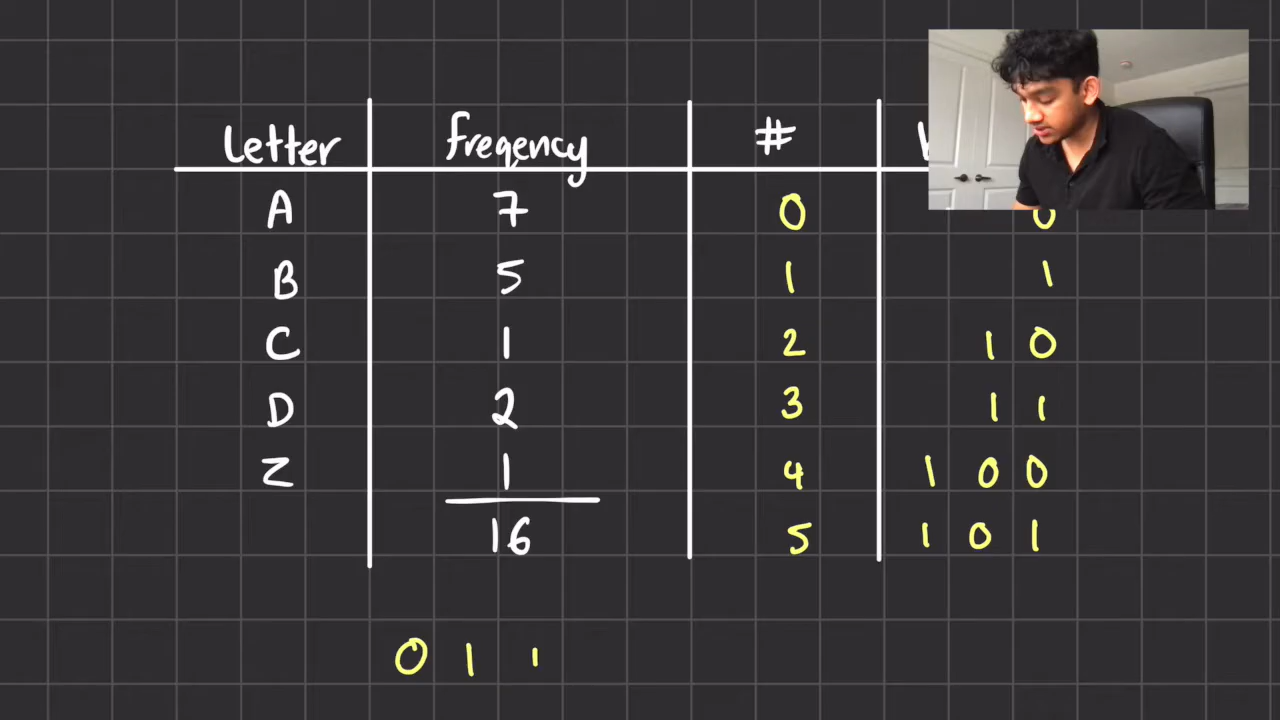 Letter freqency #
A 7 0 0
B 5 1 1
C 1 2 1 0
D 2 3 1 1
Z 1 4 1 0 0
16 5 1 0 1
0 1 1